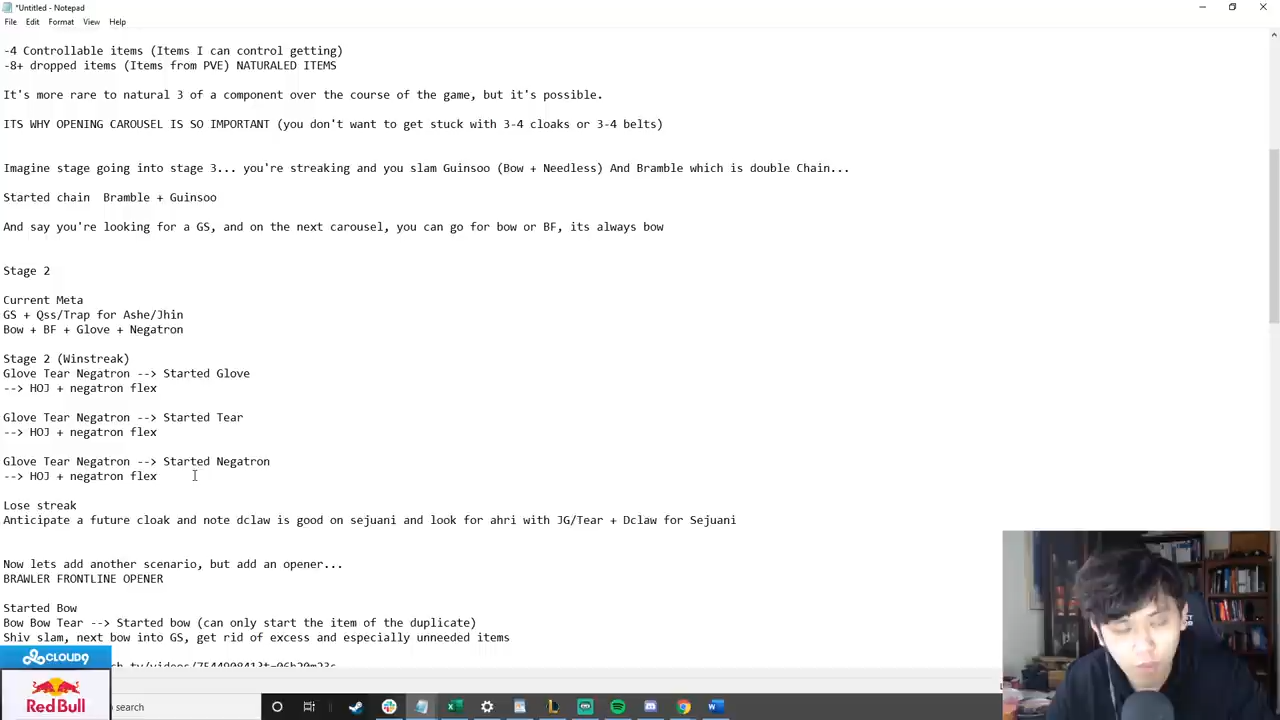 *Untitled - Notepad
File Edit Format View Help
-4 Controllable items (Items I can control getting)
-8+ dropped items (Items from PVE) NATURALED ITEMS
It's more rare to natural 3 of a component over the course of the game, but it's possible.
ITS WHY OPENING CAROUSEL IS SO IMPORTANT (you don't want to get stuck with 3-4 cloaks or 3-4 belts)
Imagine stage going into stage 3... you're streaking and you slam Guinsoo (Bow + Needless) And Bramble which is double Chain...
Started chain  Bramble + Guinsoo
And say you're looking for a GS, and on the next carousel, you can go for bow or BF, its always bow
Stage 2
Current Meta
GS + Qss/Trap for Ashe/Jhin
Bow + BF + Glove + Negatron
Stage 2 (Winstreak)
Glove Tear Negatron --> Started Glove
--> HOJ + negatron flex
Glove Tear Negatron --> Started Tear
--> HOJ + negatron flex
Glove Tear Negatron --> Started Negatron
--> HOJ + negatron flex
Lose streak
Anticipate a future cloak and note dclaw is good on sejuani and look for ahri with JG/Tear + Dclaw for Sejuani
Now lets add another scenario, but add an opener...
BRAWLER FRONTLINE OPENER
Started Bow
Bow Bow Tear --> Started bow (can only start the item of the duplicate)
Shiv slam, next bow into GS, get rid of excess and especially unneeded items
CLOUD9
RedBull
search